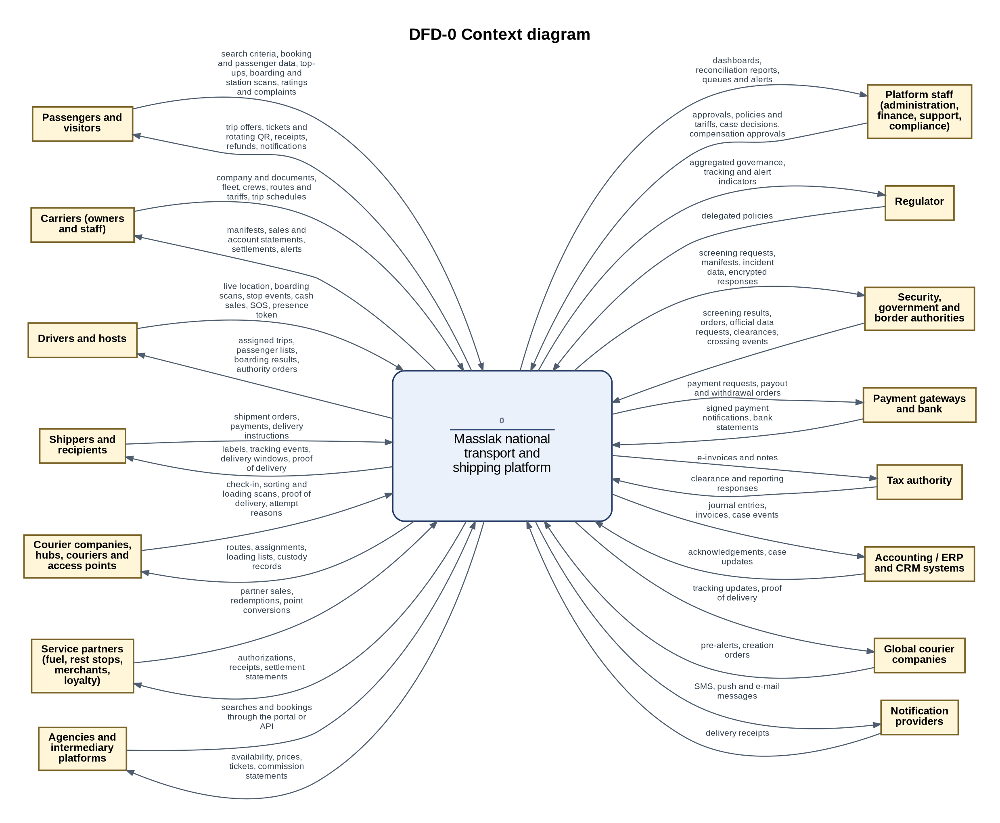 DFD-0 Context diagram
search criteria, booking
and passenger data, top-
ups, boarding and
station scans, ratings
and complaints
Passengers and
visitors
trip offers, tickets and
rotating QR, receipts,
refunds, notifications
company and documents,
fleet, crews, routes and
tariffs, trip schedules
Carriers (owners
and staff)
manifests, sales and
account statements,
settlements, alerts
live location, boarding
scans, stop events, cash
sales, SOS, presence
token
Drivers and hosts
assigned trips,
passenger lists,
boarding results,
authority orders
shipment orders,
payments, delivery
instructions
Shippers and
recipients
labels, tracking events,
delivery windows, proof
of delivery
check-in, sorting and
loading scans, proof of
delivery, attempt
reasons
Courier companies,
hubs, couriers and
access points
routes, assignments,
loading lists, custody
records
partner sales,
redemptions, point
conversions
Service partners
(fuel, rest stops,
merchants,
loyalty)
authorizations,
receipts, settlement
statements
searches and bookings
through the portal or
API
Agencies and
intermediary
platforms
availability, prices,
tickets, commission
statements
0
Masslak national
transport and
shipping platform
dashboards,
reconciliation reports,
queues and alerts
Platform staff
(administration,
finance, support,
compliance)
approvals, policies and
tariffs, case decisions,
compensation approvals
aggregated governance,
tracking and alert
indicators
Regulator
delegated policies
screening requests,
manifests, incident
data, encrypted
responses
Security,
government and
border authorities
screening results,
orders, official data
requests, clearances,
crossing events
payment requests, payout
and withdrawal orders
Payment gateways
and bank
signed payment
notifications, bank
statements
e-invoices and notes
Tax authority
clearance and reporting
responses
journal entries,
invoices, case events
Accounting / ERP
and CRM systems
acknowledgements, case
updates
tracking updates, proof
of delivery
Global courier
companies
pre-alerts, creation
orders
SMS, push and e-mail
messages
Notification
providers
delivery receipts